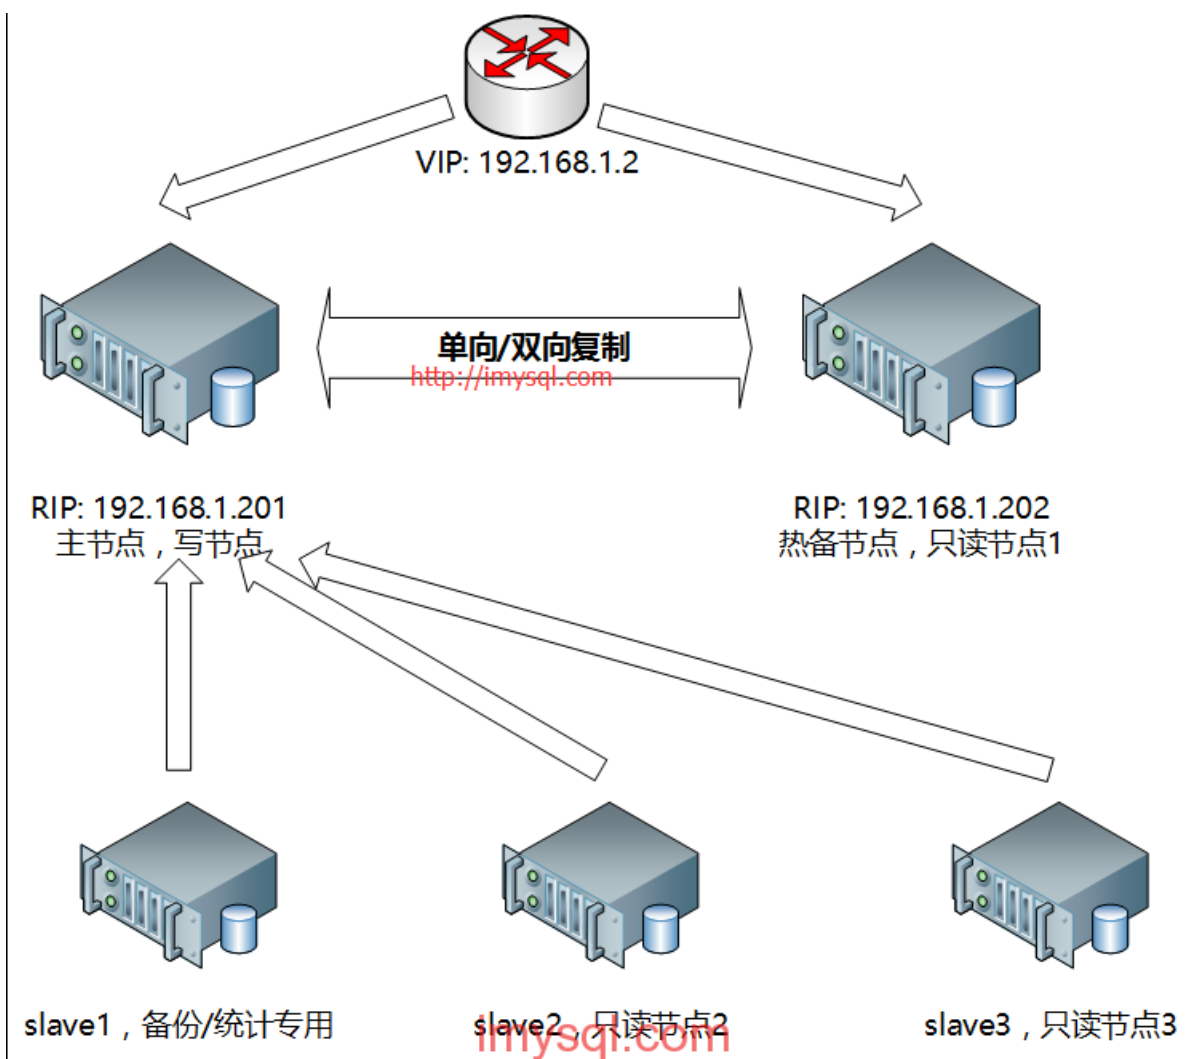 VIP: 192.168.1.2
单向/双向复制
http://imysql.com
RIP: 192.168.1.201
主节点，写节点
RIP: 192.168.1.202
热备节点，只读节点1
slave1，备份/统计专用
slave2，只读节点2
slave3，只读节点3
imysql.com